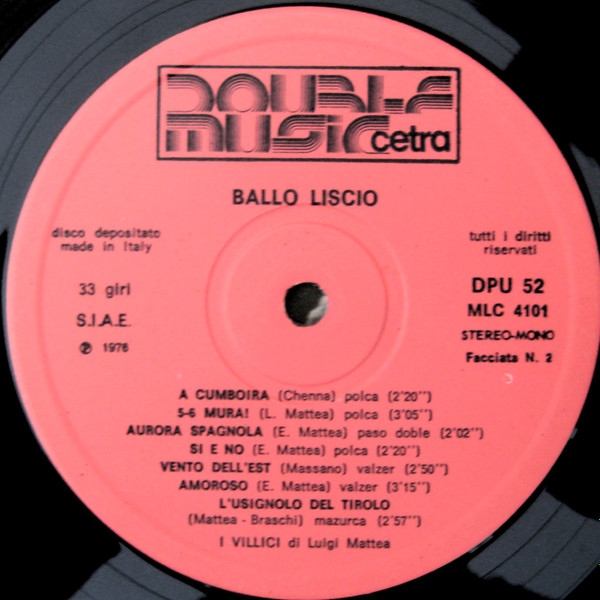 DOUBLE
MUSIC cetra
BALLO LISCIO
disco depositato
made in Italy
tutti i diritti
riservati
33 giri
S.I.A.E.
℗ 1976
DPU 52
MLC 4101
STEREO-MONO
Facciata N. 2
A CUMBOIRA (Chenna) polca (2'20'')
5-6 MURA! (L. Mattea) polca (3'05'')
AURORA SPAGNOLA (E. Mattea) paso doble (2'02'')
SI E NO (E. Mattea) polca (2'20'')
VENTO DELL'EST (Massano) valzer (2'50'')
AMOROSO (E. Mattea) valzer (3'15'')
L'USIGNOLO DEL TIROLO
(Mattea - Braschi) mazurca (2'57'')
I VILLICI di Luigi Mattea